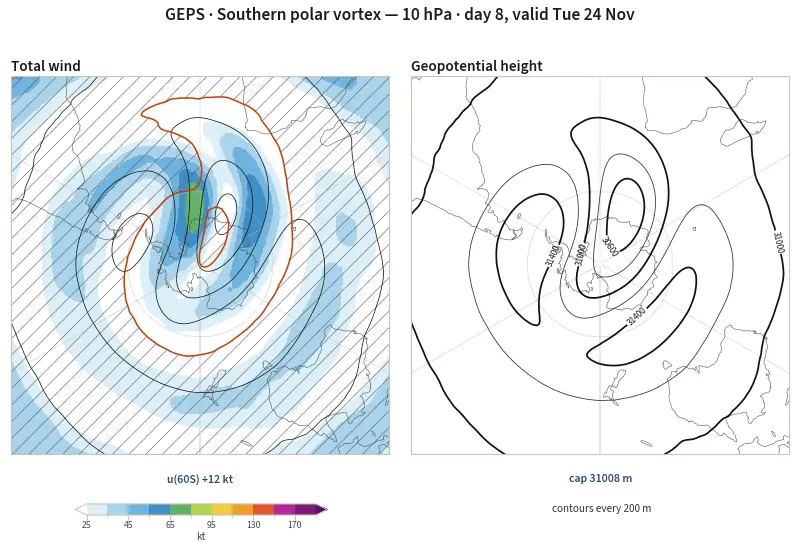 GEPS · Southern polar vortex — 10 hPa · day 8, valid Tue 24 Nov
Total wind
Geopotential height
31000
31400
31000
30600
31400
u(60S) +12 kt
cap 31008 m
contours every 200 m
25 45 65 95 130 170
kt